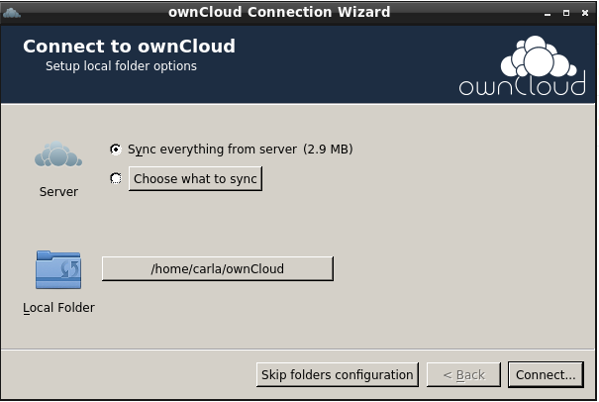 ownCloud Connection Wizard
Connect to ownCloud
Setup local folder options
ownCloud
Sync everything from server (2.9 MB)
Choose what to sync
Server
/home/carla/ownCloud
Local Folder
Skip folders configuration
< Back
Connect...